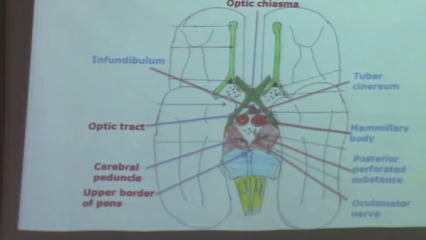 Optic chiasma
Infundibulum
Tuber
cinereum
Optic tract
Mammillary
body
Cerebral
peduncle
Posterior
perforated
substance
Upper border
of pons
Oculomotor
nerve